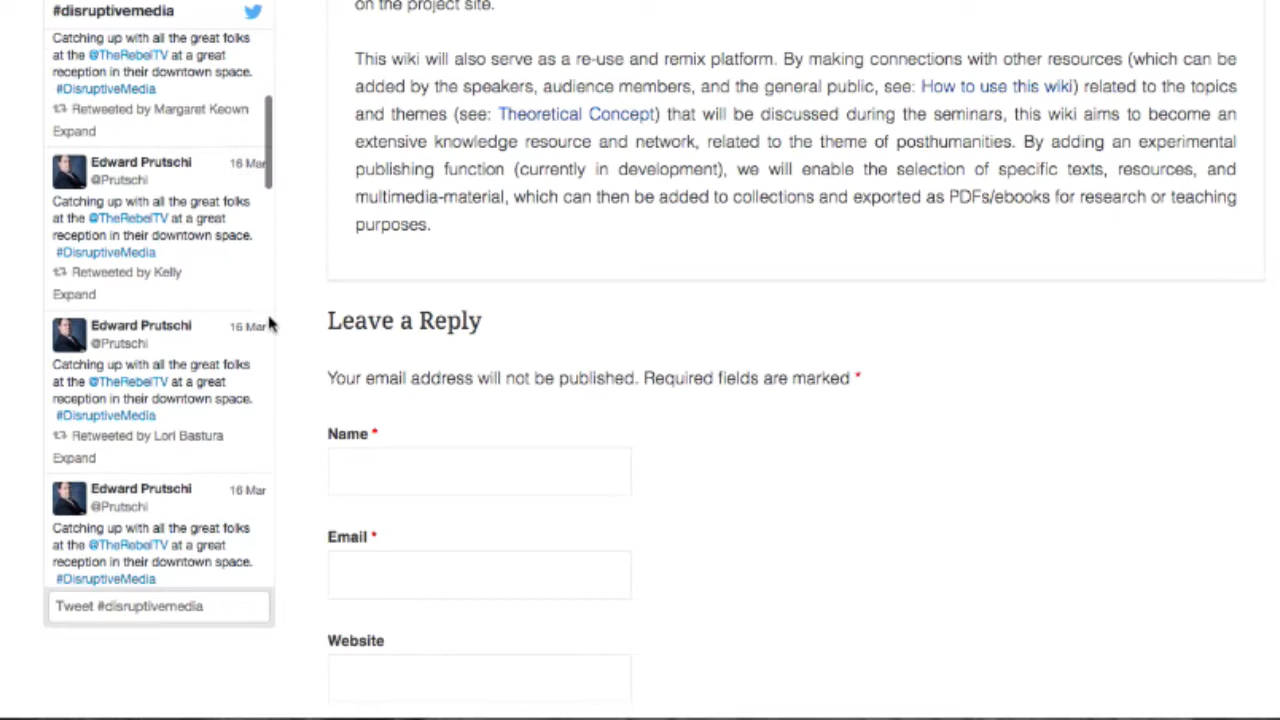 #disruptivemedia
Catching up with all the great folks
at the @TheRebelTV at a great
reception in their downtown space.
#DisruptiveMedia
Retweeted by Margaret Keown
Expand
Edward Prutschi 16 Mar
@Prutschi
Catching up with all the great folks
at the @TheRebelTV at a great
reception in their downtown space.
#DisruptiveMedia
Retweeted by Kelly
Expand
Edward Prutschi 16 Mar
@Prutschi
Catching up with all the great folks
at the @TheRebelTV at a great
reception in their downtown space.
#DisruptiveMedia
Retweeted by Lori Bastura
Expand
Edward Prutschi 16 Mar
@Prutschi
Catching up with all the great folks
at the @TheRebelTV at a great
reception in their downtown space.
#DisruptiveMedia
Tweet #disruptivemedia
on the project site.
This wiki will also serve as a re-use and remix platform. By making connections with other resources (which can be
added by the speakers, audience members, and the general public, see: How to use this wiki) related to the topics
and themes (see: Theoretical Concept) that will be discussed during the seminars, this wiki aims to become an
extensive knowledge resource and network, related to the theme of posthumanities. By adding an experimental
publishing function (currently in development), we will enable the selection of specific texts, resources, and
multimedia-material, which can then be added to collections and exported as PDFs/ebooks for research or teaching
purposes.
Leave a Reply
Your email address will not be published. Required fields are marked *
Name *
Email *
Website